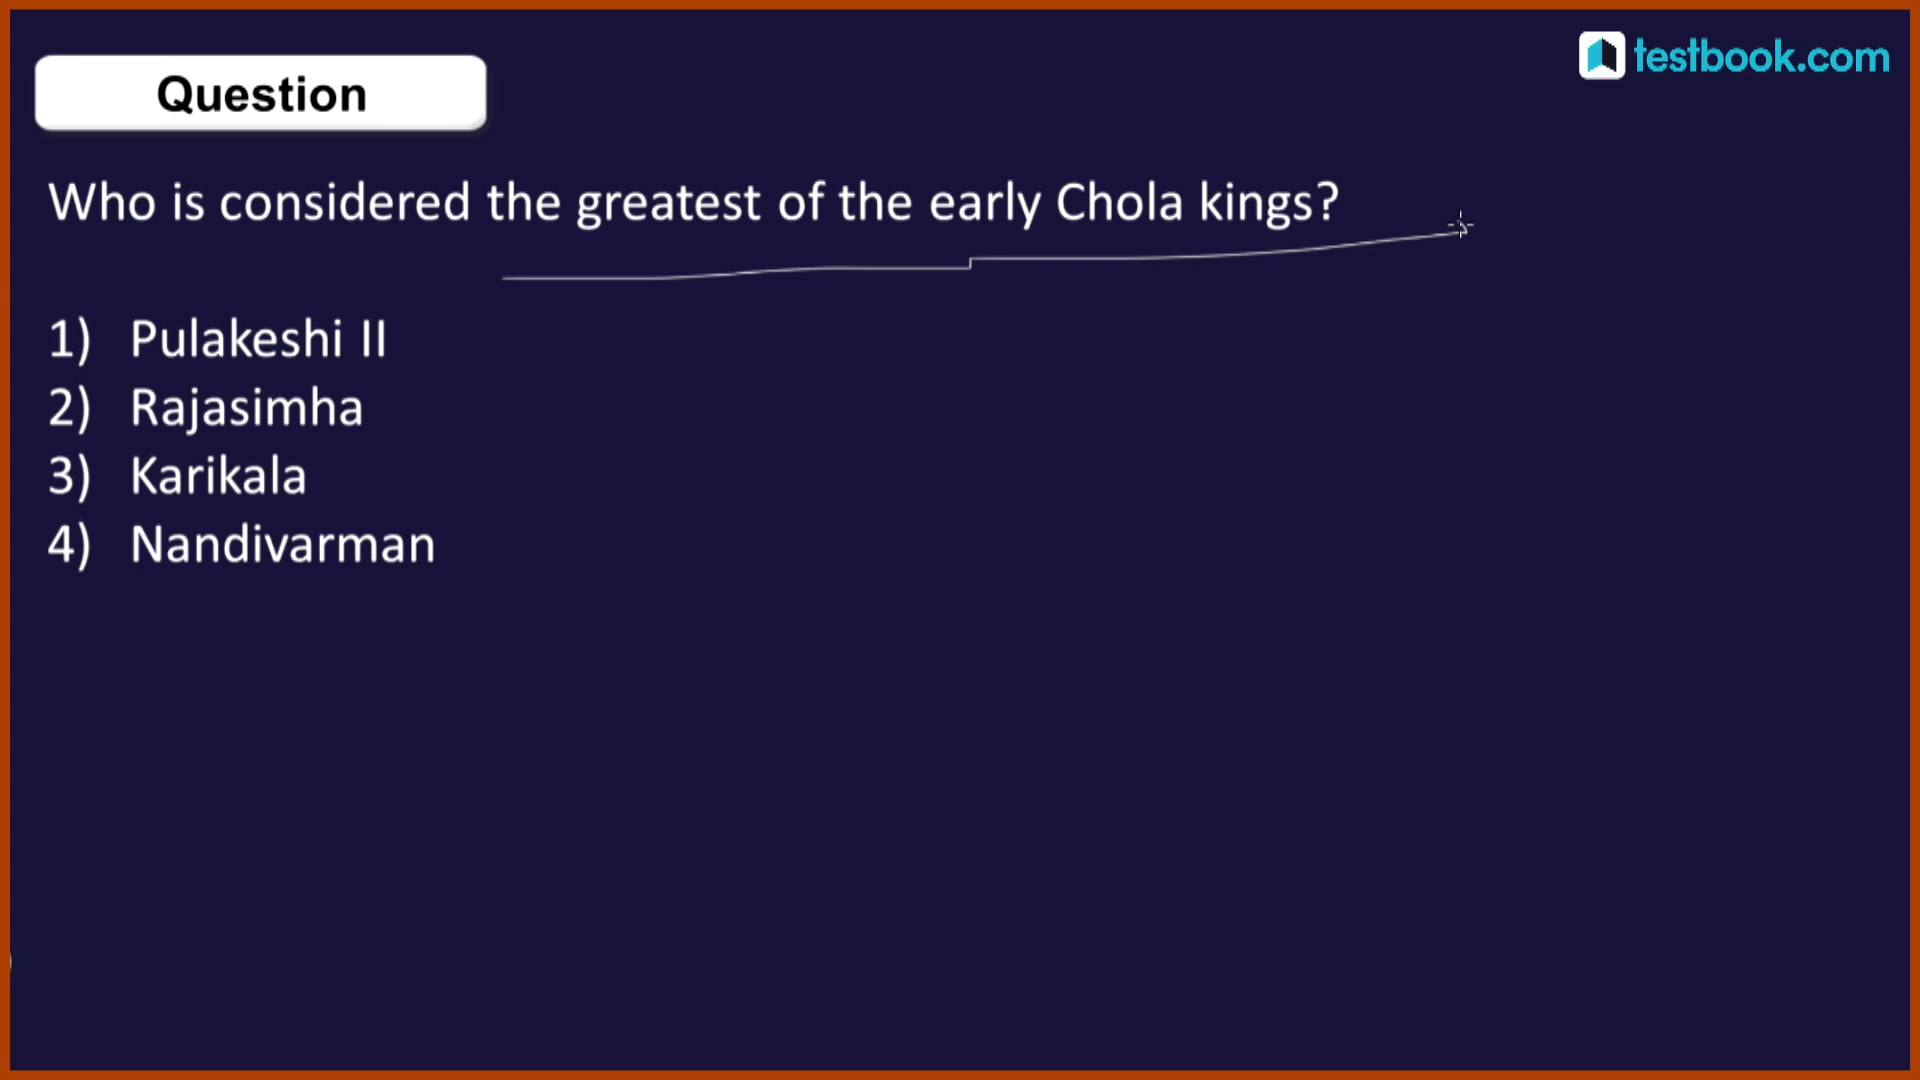 testbook.com
Question
Who is considered the greatest of the early Chola kings?
1) Pulakeshi II
2) Rajasimha
3) Karikala
4) Nandivarman